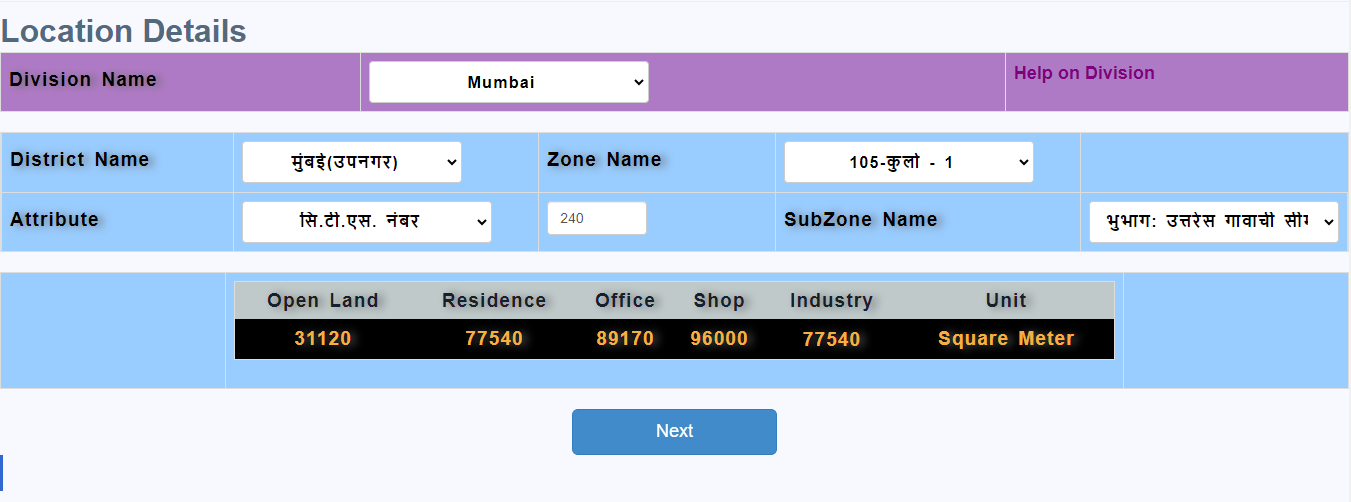 Location Details
Division Name Mumbai Help on Division
District Name मुंबई(उपनगर) Zone Name 105-कुर्ला - 1
Attribute सि.टी.एस. नंबर 240 SubZone Name भुभाग: उत्तरेस गावाची
Open Land Residence Office Shop Industry Unit
31120 77540 89170 96000 77540 Square Meter
Next